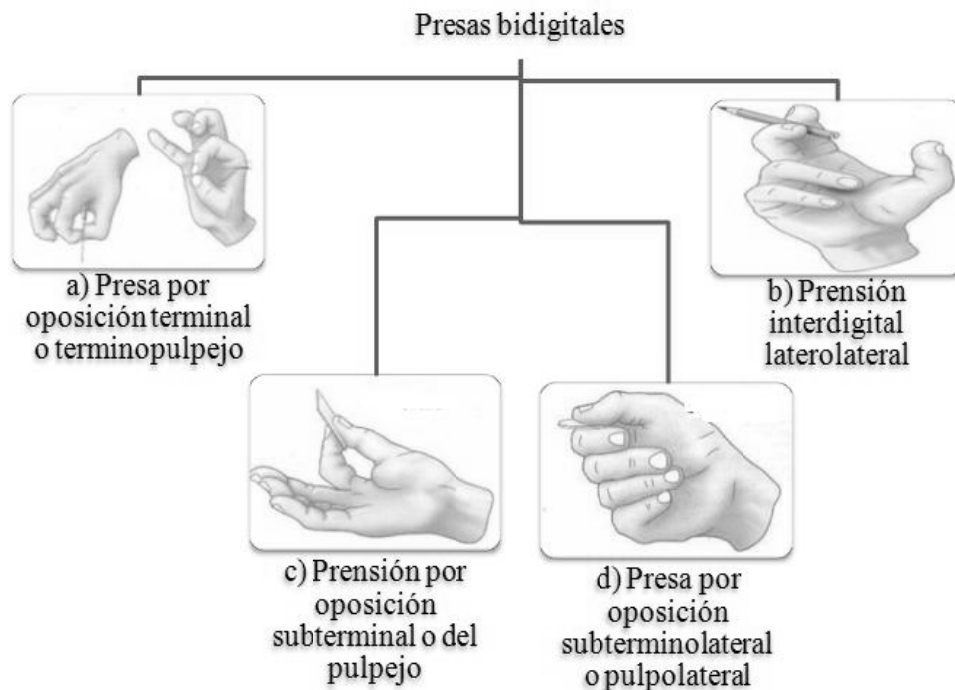 Presas bidigitales
a) Presa por
oposición terminal
o terminopulpejo
b) Prensión
interdigital
laterolateral
c) Prensión por
oposición
subterminal o del
pulpejo
d) Presa por
oposición
subterminolateral
o pulpolateral